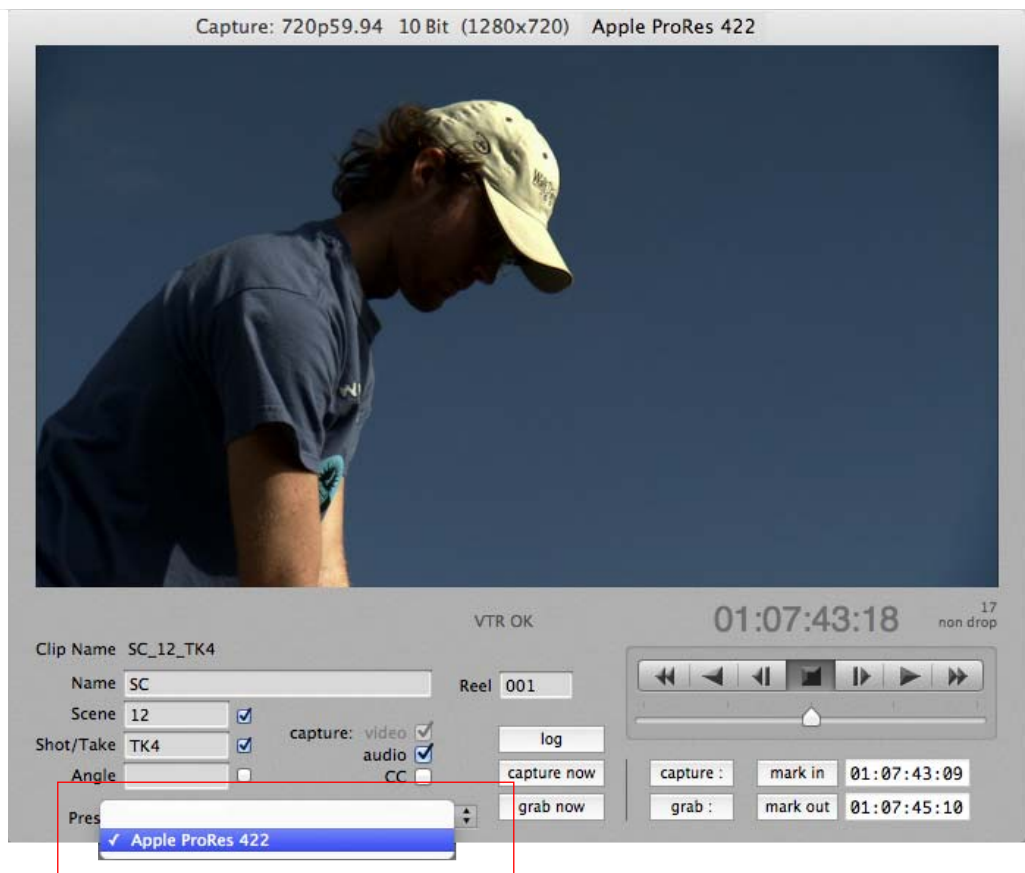 Capture: 720p59.94 10 Bit (1280x720) Apple ProRes 422
VTR OK
01:07:43:18
17
non drop
Clip Name SC_12_TK4
Name SC
Reel 001
Scene 12
Shot/Take TK4
Angle
capture: video
audio
CC
log
capture now
grab now
capture :
mark in
01:07:43:09
grab :
mark out
01:07:45:10
Pres
✓ Apple ProRes 422